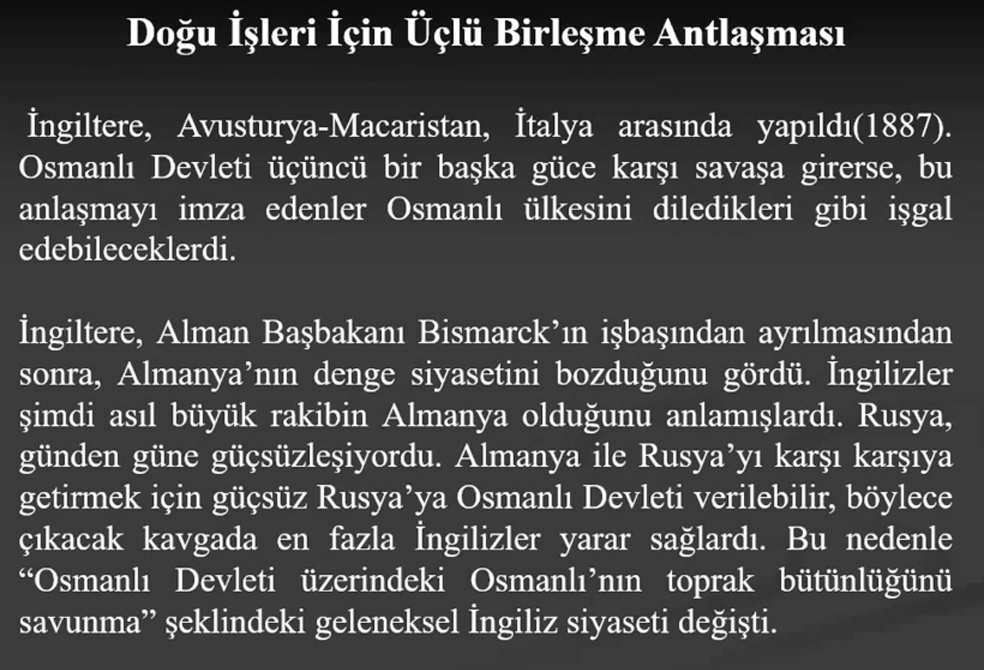 Doğu İşleri İçin Üçlü Birleşme Antlaşması
İngiltere, Avusturya-Macaristan, İtalya arasında yapıldı(1887).
Osmanlı Devleti üçüncü bir başka güce karşı savaşa girerse, bu
anlaşmayı imza edenler Osmanlı ülkesini diledikleri gibi işgal
edebileceklerdi.
İngiltere, Alman Başbakanı Bismarck’ın işbaşından ayrılmasından
sonra, Almanya’nın denge siyasetini bozduğunu gördü. İngilizler
şimdi asıl büyük rakibin Almanya olduğunu anlamışlardı. Rusya,
günden güne güçsüzleşiyordu. Almanya ile Rusya’yı karşı karşıya
getirmek için güçsüz Rusya’ya Osmanlı Devleti verilebilir, böylece
çıkacak kavgada en fazla İngilizler yarar sağlardı. Bu nedenle
“Osmanlı Devleti üzerindeki Osmanlı’nın toprak bütünlüğünü
savunma” şeklindeki geleneksel İngiliz siyaseti değişti.